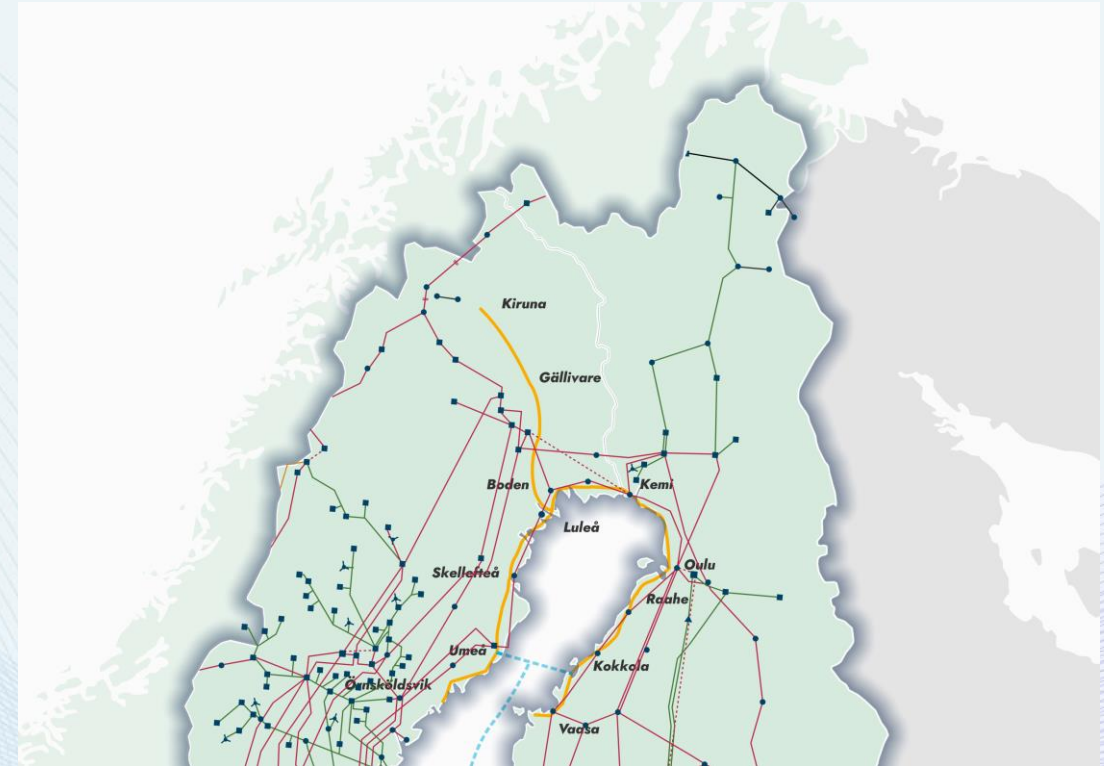 Kiruna
Gällivare
Boden
Kemi
Luleå
Skellefteå
Oulu
Raahe
Umeå
Kokkola
Örnsköldsvik
Vaasa